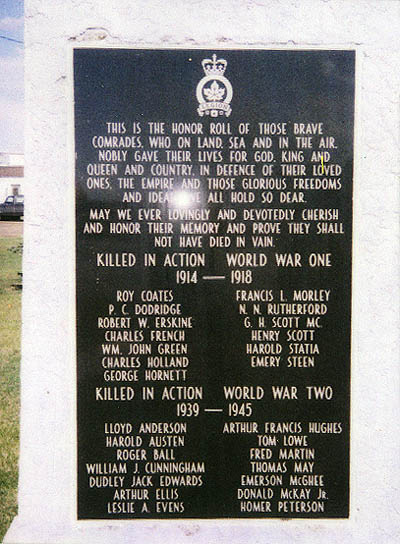 LEGION
THIS IS THE HONOR ROLL OF THOSE BRAVE
COMRADES, WHO ON LAND, SEA AND IN THE AIR,
NOBLY GAVE THEIR LIVES FOR GOD, KING AND
QUEEN AND COUNTRY, IN DEFENCE OF THEIR LOVED
ONES, THE EMPIRE AND THOSE GLORIOUS FREEDOMS
AND ALL HOLD SO DEAR.
MAY WE EVER LOVINGLY AND DEVOTEDLY CHERISH
AND HONOR THEIR MEMORY AND PROVE THEY SHALL
NOT HAVE DIED IN VAIN.
KILLED IN ACTION WORLD WAR ONE
1914 — 1918
ROY COATES
P. C. DODRIDGE
ROBERT W. ERSKINE
CHARLES FRENCH
WM. JOHN GREEN
CHARLES HOLLAND
GEORGE HORNETT
FRANCIS L. MORLEY
N. N. RUTHERFORD
G. H. SCOTT MC.
HENRY SCOTT
HAROLD STATIA
EMERY STEEN
KILLED IN ACTION WORLD WAR TWO
1939 — 1945
LLOYD ANDERSON
HAROLD AUSTEN
ROGER BALL
WILLIAM J. CUNNINGHAM
DUDLEY JACK EDWARDS
ARTHUR ELLIS
LESLIE A. EVENS
ARTHUR FRANCIS HUGHES
TOM LOWE
FRED MARTIN
THOMAS MAY
EMERSON McGHEE
DONALD McKAY Jr.
HOMER PETERSON